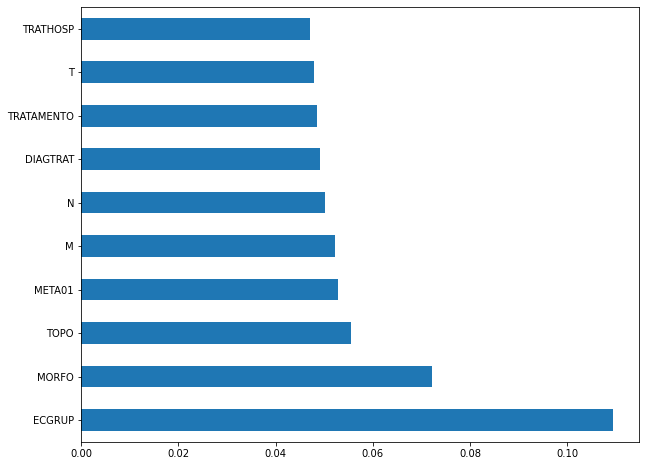 TRATHOSP
T
TRATAMENTO
DIAGTRAT
N
M
META01
TOPO
MORFO
ECGRUP
0.00 0.02 0.04 0.06 0.08 0.10